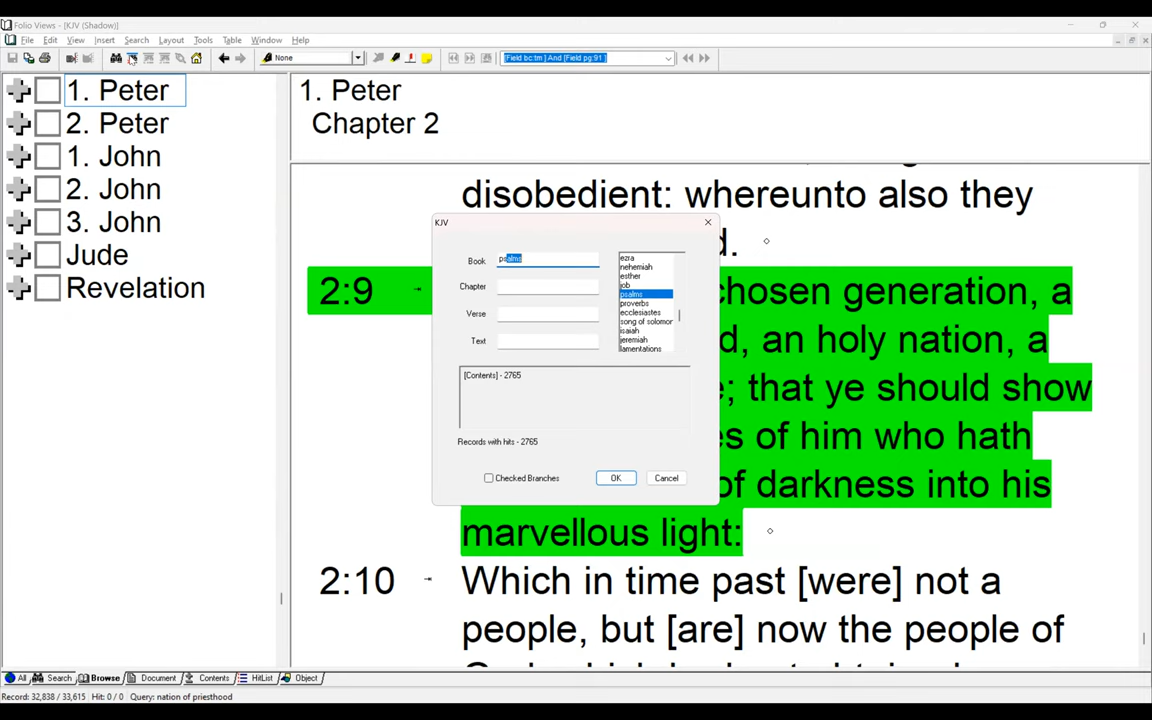 Folio Views - [KJV (Shadow)]
File Edit View Insert Search Layout Tools Table Window Help
None
[Field bc:tm ] And [Field pg:91 ]
1. Peter
2. Peter
1. John
2. John
3. John
Jude
Revelation
1. Peter
Chapter 2
disobedient: whereunto also they
d.
2:9 chosen generation, a
d, an holy nation, a
; that ye should show
es of him who hath
of darkness into his
marvellous light:
2:10 Which in time past [were] not a
people, but [are] now the people of
KJV
Book psalms
Chapter
Verse
Text
ezra
nehemiah
esther
job
psalms
proverbs
ecclesiastes
song of solomon
isaiah
jeremiah
lamentations
[Contents] - 2765
Records with hits - 2765
Checked Branches OK Cancel
All Search Browse Document Contents HitList Object
Record: 32,838 / 33,615 Hit: 0 / 0 Query: nation of priesthood